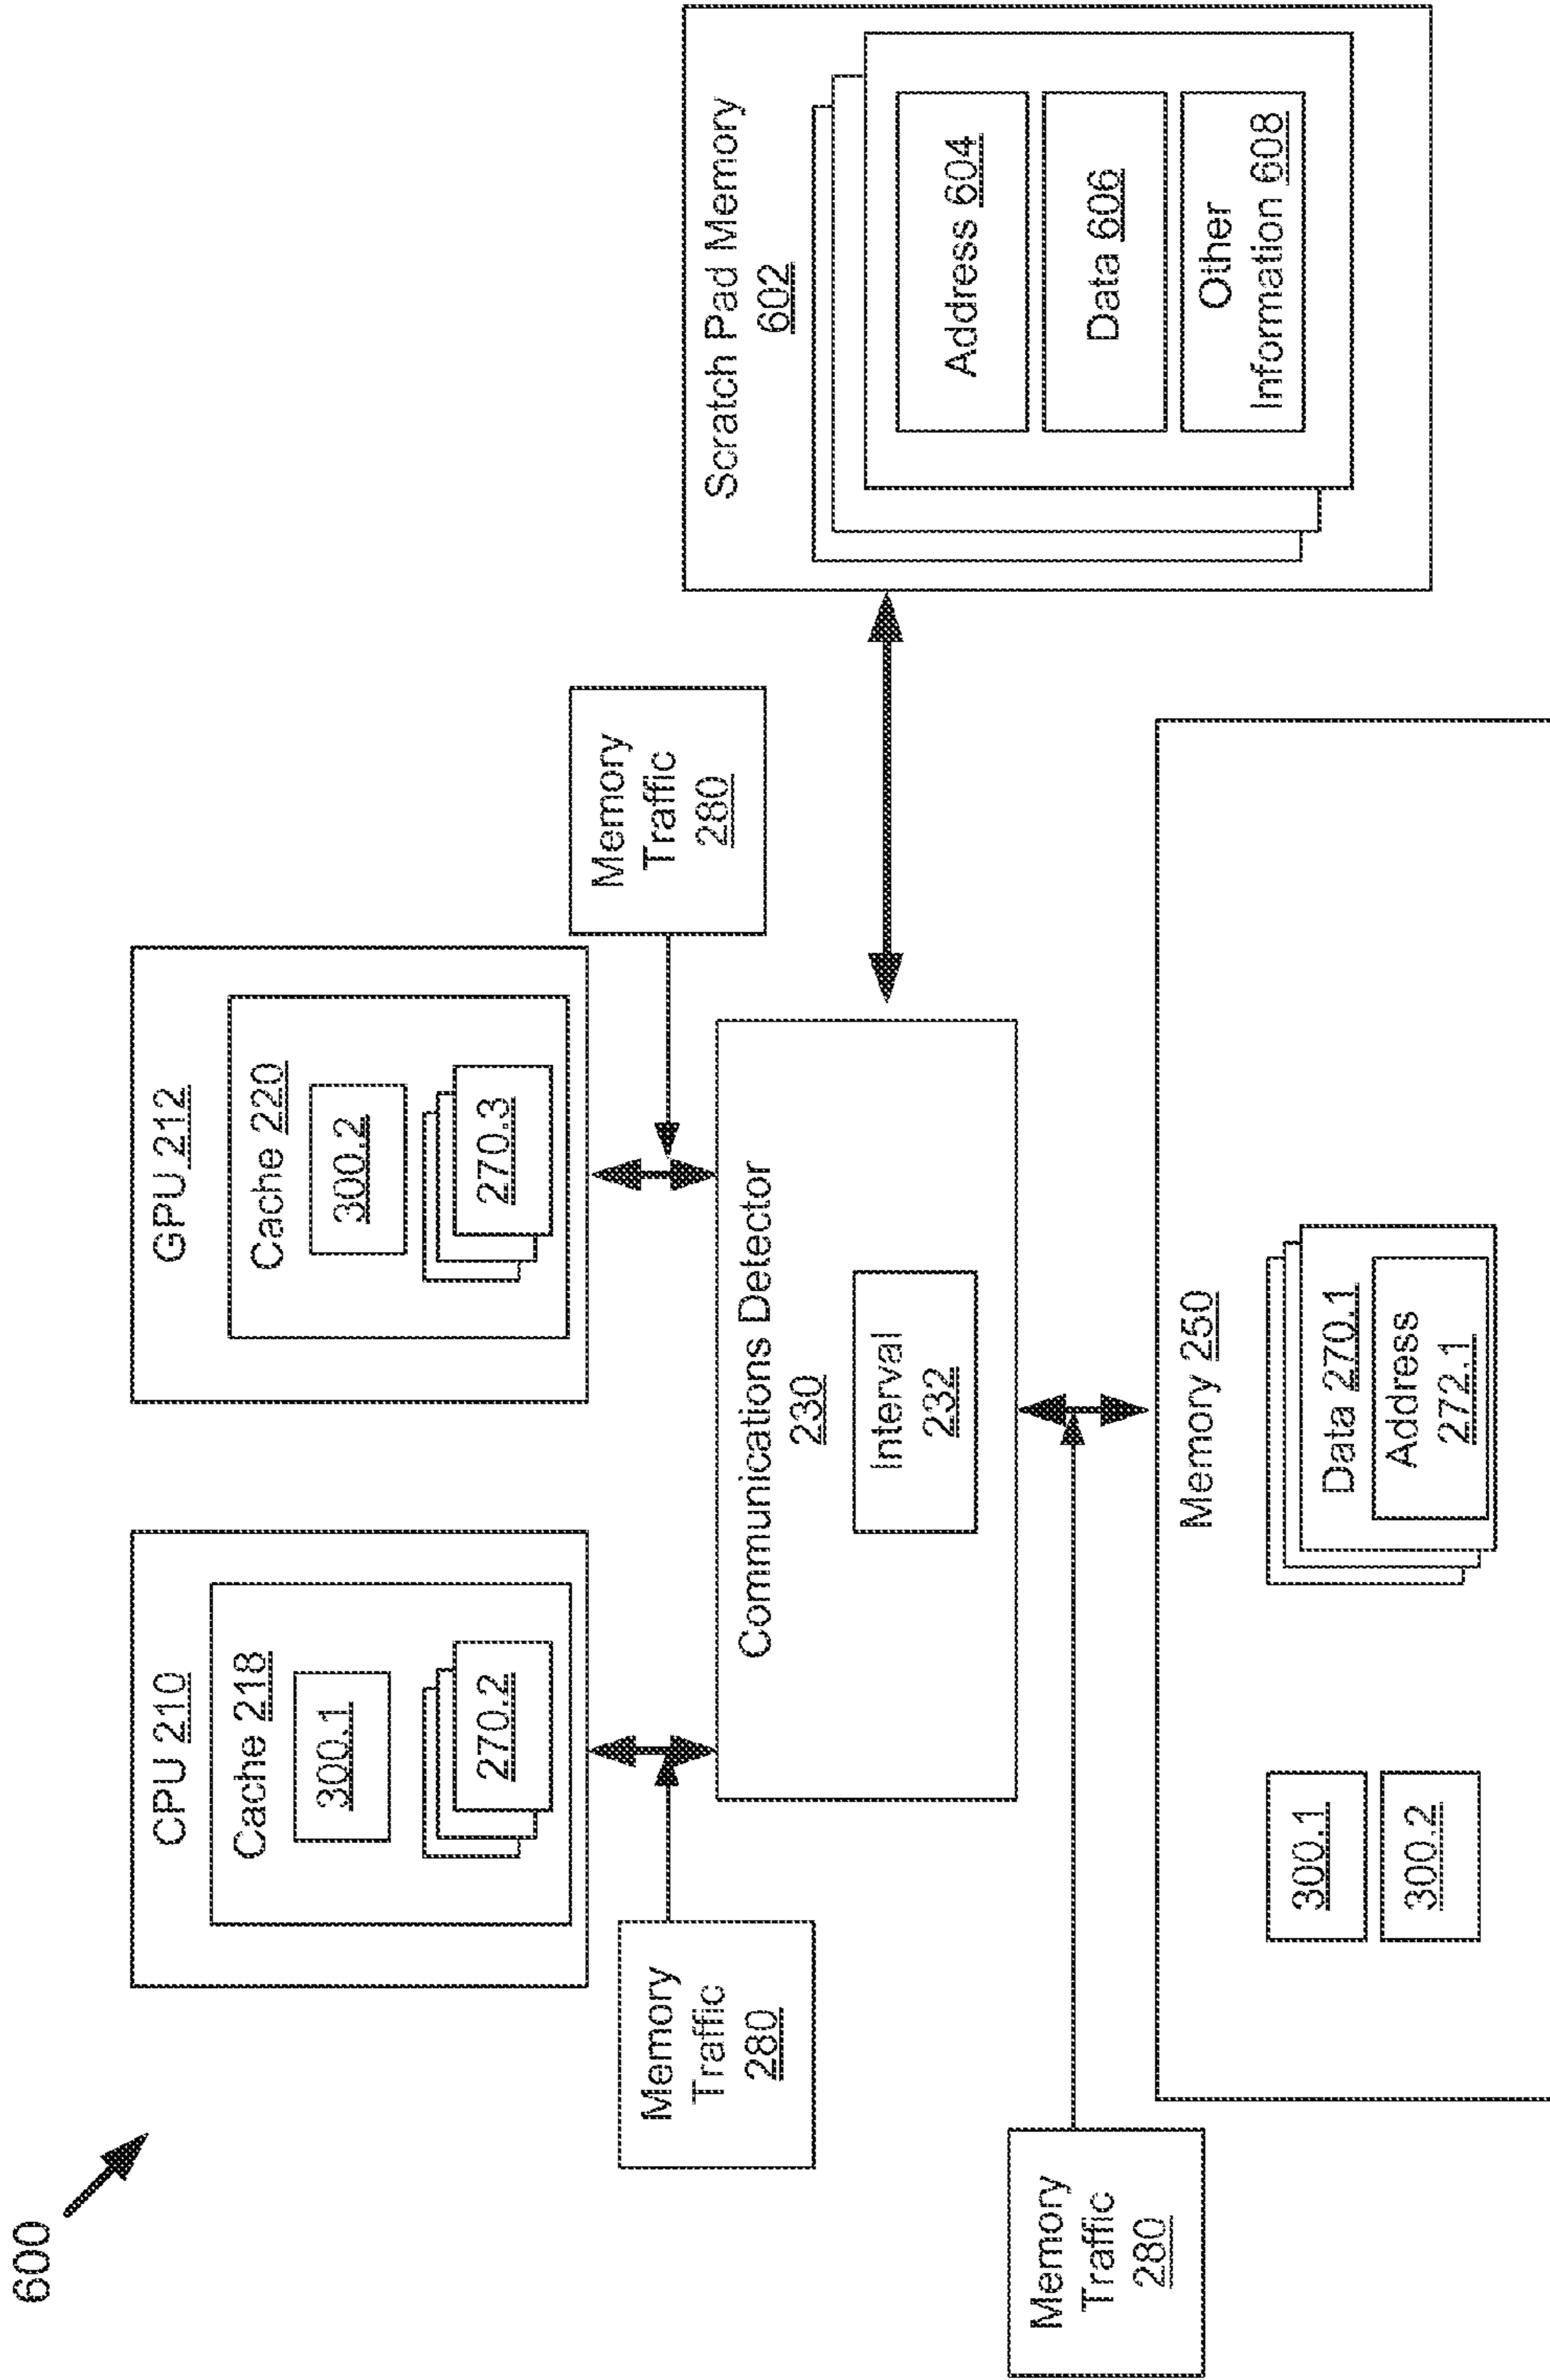 600
CPU 210
Cache 218
300.1
270.2
GPU 212
Cache 220
300.2
270.3
Memory
Traffic
280
Memory
Traffic
280
Communications Detector
230
Interval
232
Scratch Pad Memory
602
Address 604
Data 606
Other
Information 608
Memory
Traffic
280
Memory 250
300.1
300.2
Data 270.1
Address
272.1